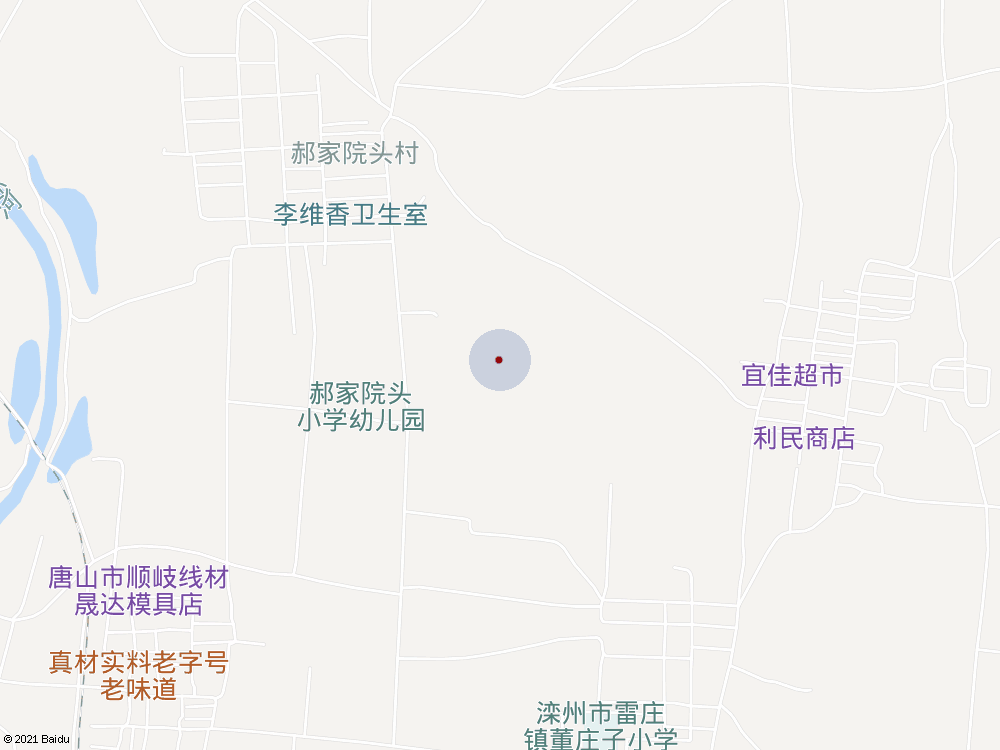 郝家院头村
河
李维香卫生室
宜佳超市
郝家院头
小学幼儿园
利民商店
唐山市顺岐线材
晟达模具店
真材实料老字号
老味道
滦州市雷庄
镇董庄子小学
© 2021 Baidu